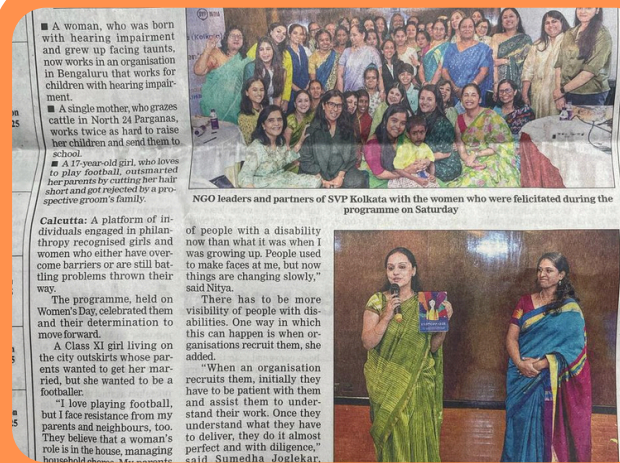 ■ A woman, who was born
with hearing impairment
and grew up facing taunts,
now works in an organisation
in Bengaluru that works for
children with hearing impair-
ment.
■ A single mother, who grazes
cattle in North 24 Parganas,
works twice as hard to raise
her children and send them to
school.
■ A 17-year-old girl, who loves
to play football, outsmarted
her parents by cutting her hair
short and got rejected by a pro-
spective groom's family.
NGO leaders and partners of SVP Kolkata with the women who were felicitated during the
programme on Saturday
Calcutta: A platform of in-
dividuals engaged in philan-
thropy recognised girls and
women who either have over-
come barriers or are still bat-
tling problems thrown their
way.
The programme, held on
Women's Day, celebrated them
and their determination to
move forward.
A Class XI girl living on
the city outskirts whose par-
ents wanted to get her mar-
ried, but she wanted to be a
footballer.
"I love playing football,
but I face resistance from my
parents and neighbours, too.
They believe that a woman's
role is in the house, managing
household chores. My parents
of people with a disability
now than what it was when I
was growing up. People used
to make faces at me, but now
things are changing slowly,"
said Nitya.
There has to be more
visibility of people with dis-
abilities. One way in which
this can happen is when or-
ganisations recruit them, she
added.
"When an organisation
recruits them, initially they
have to be patient with them
and assist them to under-
stand their work. Once they
understand what they have
to deliver, they do it almost
perfect and with diligence,"
said Sumedha Joglekar,